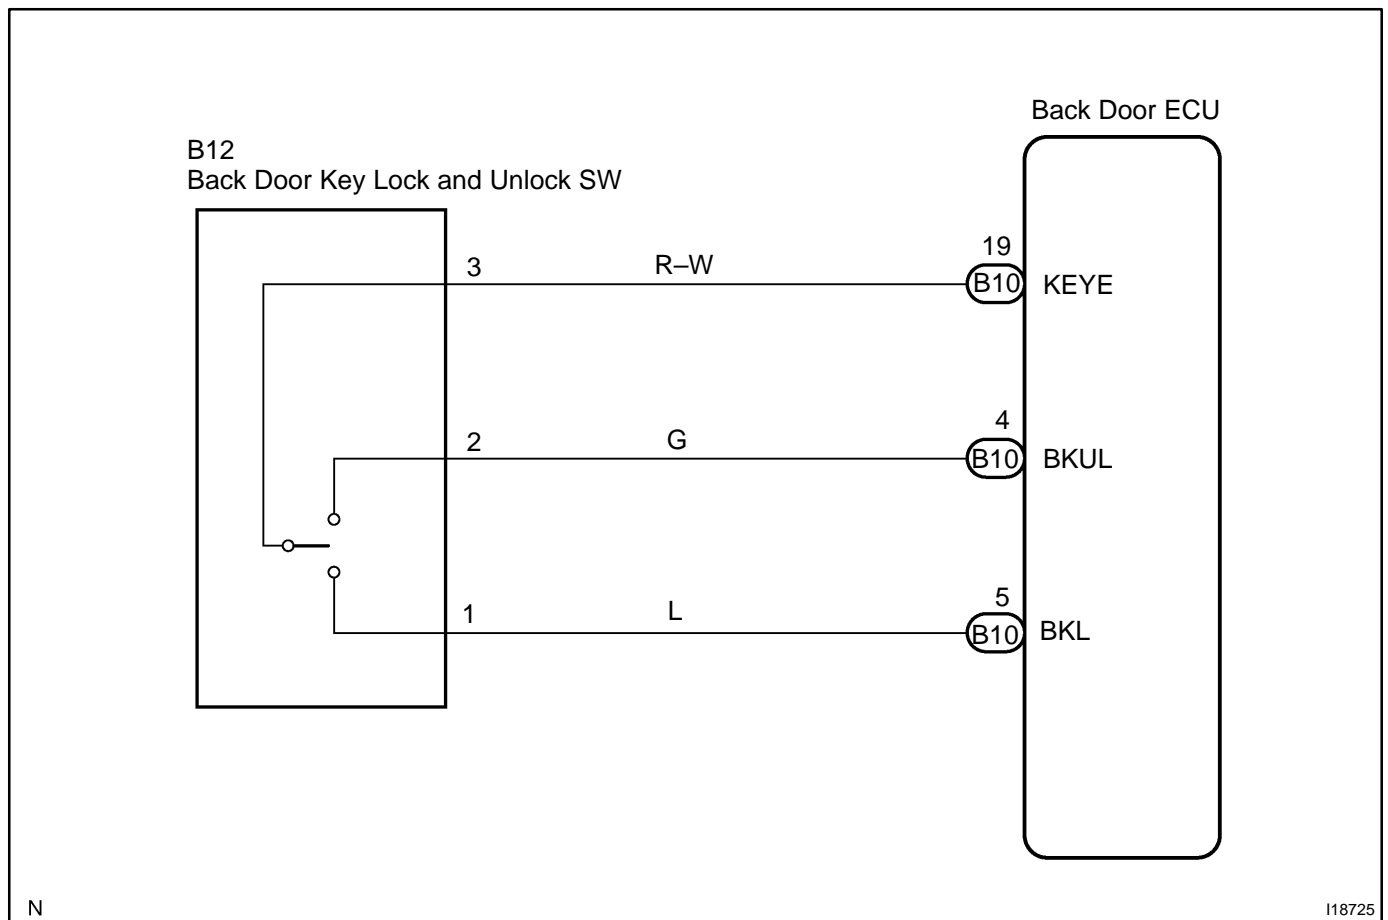 Back Door ECU
B12
Back Door Key Lock and Unlock SW
3 R–W 19
B10 KEYE
2 G 4
B10 BKUL
1 L 5
B10 BKL
N
I18725